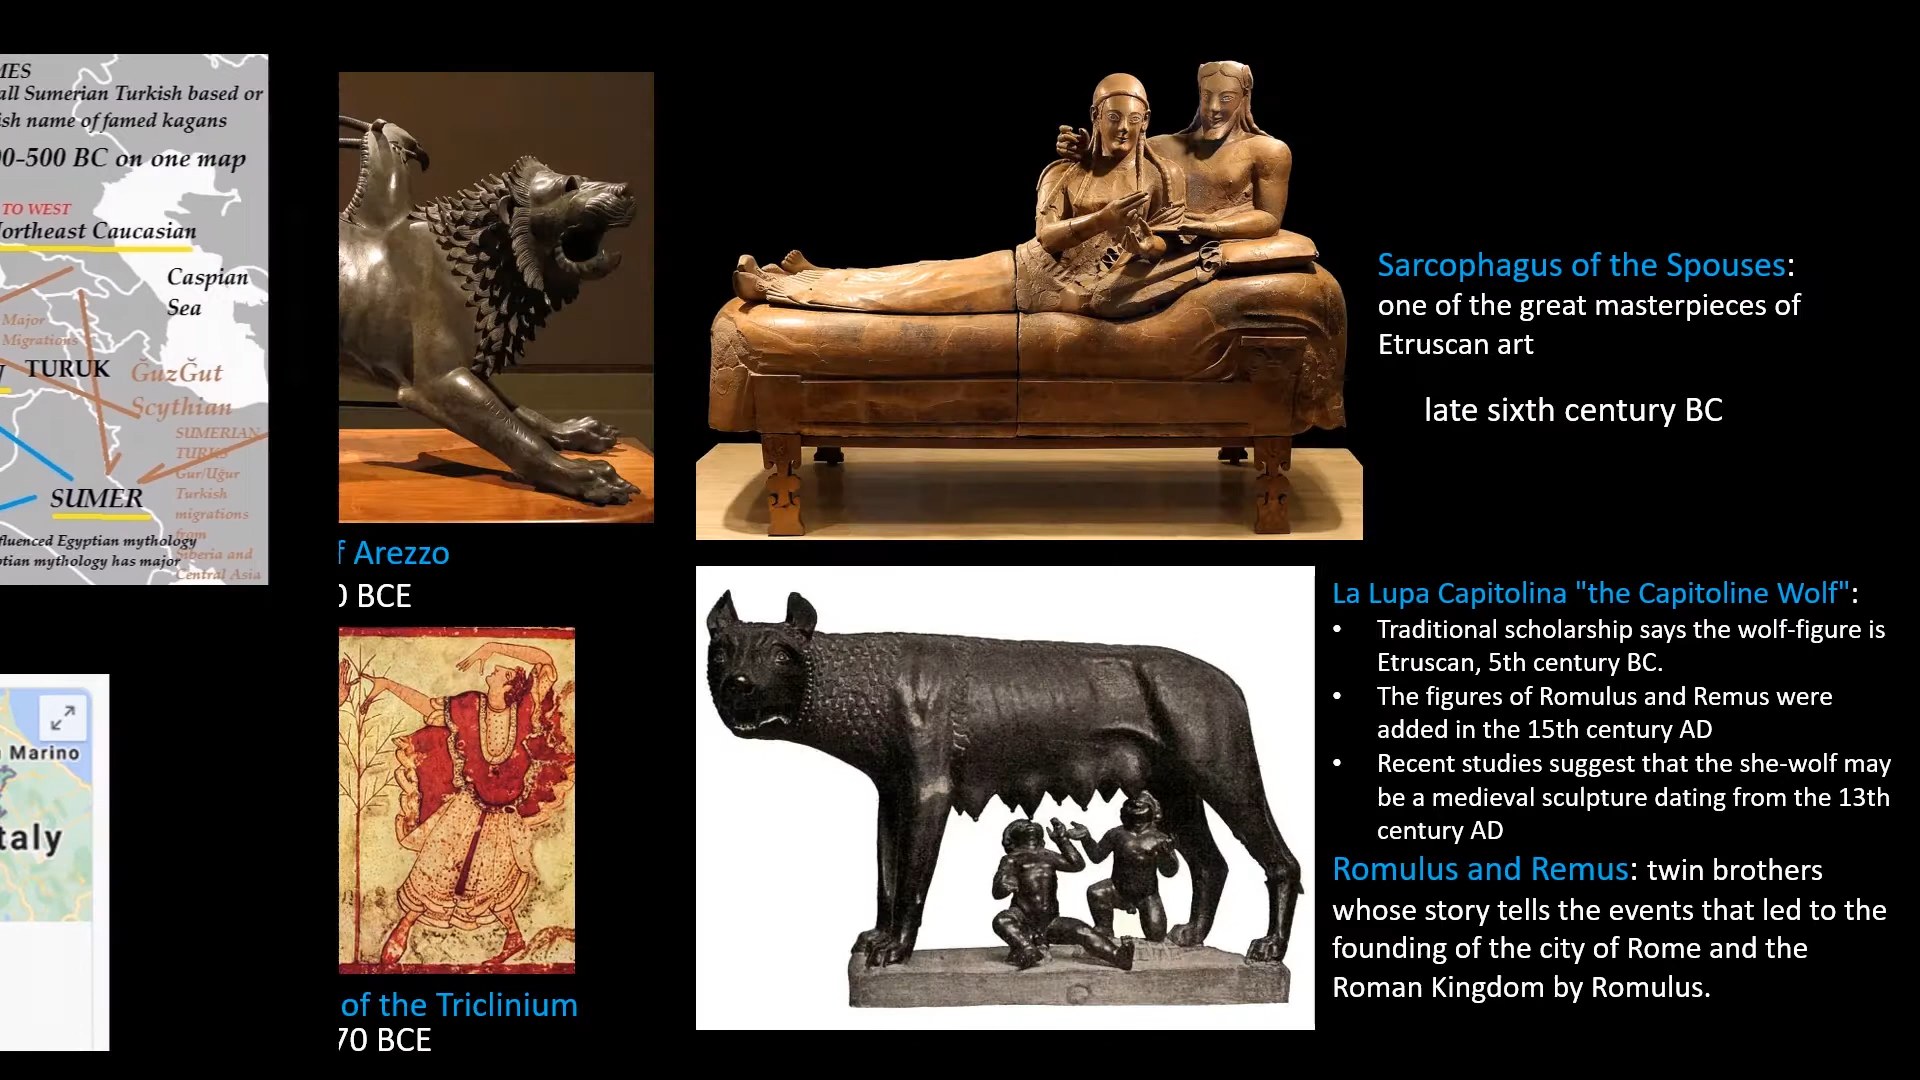 MES
all Sumerian Turkish based or
ish name of famed kagans
00-500 BC on one map
TO WEST
Northeast Caucasian
Caspian
Sea
Major
Migrations
TURUK
ĞuzĞut
Scythian
SUMERIAN
TURKS
Gur/Uğur
Turkish
migrations
from
Siberia and
Central Asia
SUMER
fluenced Egyptian mythology
ptian mythology has major
Marino
taly
f Arezzo
0 BCE
of the Triclinium
70 BCE
Sarcophagus of the Spouses:
one of the great masterpieces of
Etruscan art
late sixth century BC
La Lupa Capitolina "the Capitoline Wolf":
• Traditional scholarship says the wolf-figure is
Etruscan, 5th century BC.
• The figures of Romulus and Remus were
added in the 15th century AD
• Recent studies suggest that the she-wolf may
be a medieval sculpture dating from the 13th
century AD
Romulus and Remus: twin brothers
whose story tells the events that led to the
founding of the city of Rome and the
Roman Kingdom by Romulus.